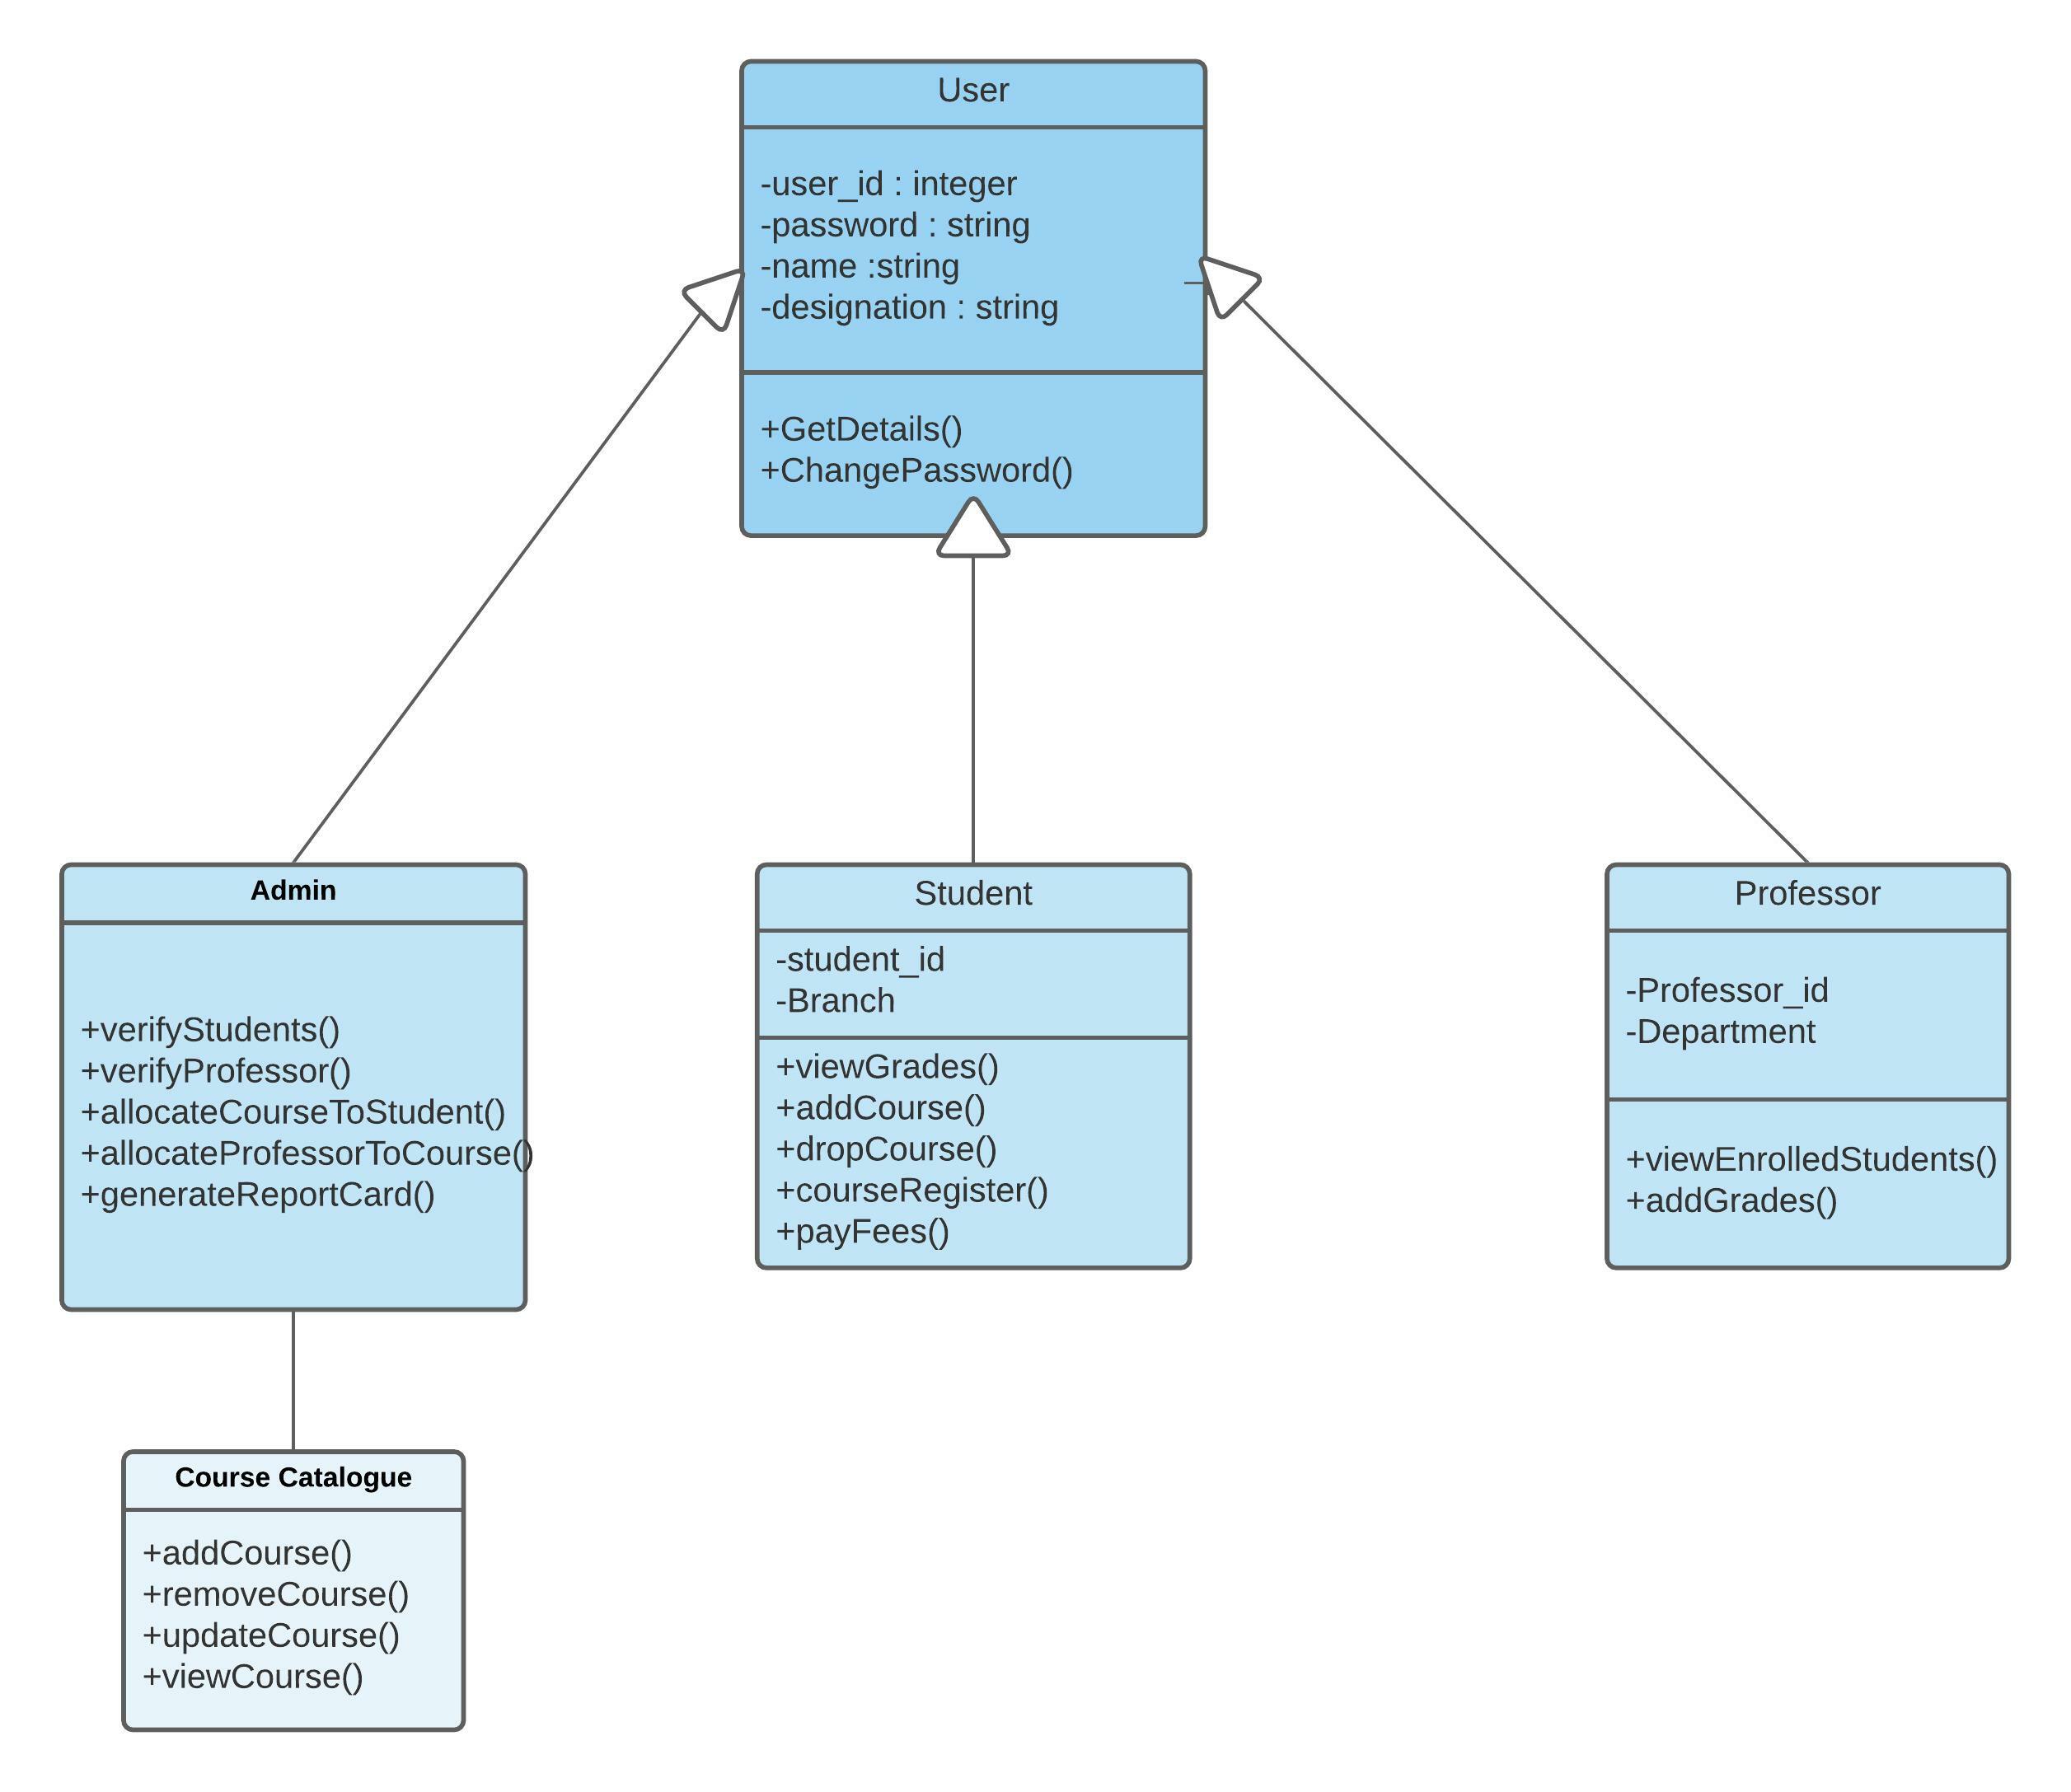 User
-user_id : integer
-password : string
-name :string
-designation : string
+GetDetails()
+ChangePassword()
Admin
+verifyStudents()
+verifyProfessor()
+allocateCourseToStudent()
+allocateProfessorToCourse()
+generateReportCard()
Student
-student_id
-Branch
+viewGrades()
+addCourse()
+dropCourse()
+courseRegister()
+payFees()
Professor
-Professor_id
-Department
+viewEnrolledStudents()
+addGrades()
Course Catalogue
+addCourse()
+removeCourse()
+updateCourse()
+viewCourse()